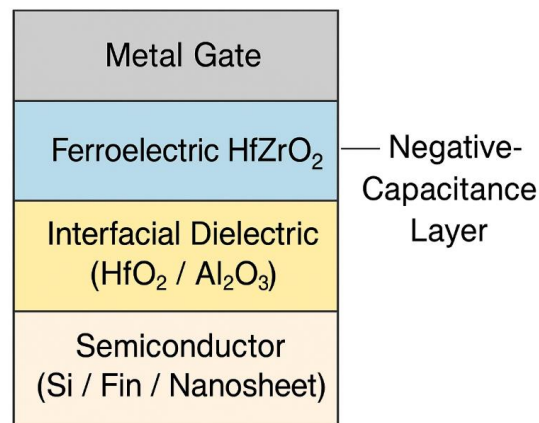 Metal Gate
Ferroelectric HfZrO₂
Negative-
Capacitance
Layer
Interfacial Dielectric
(HfO₂ / Al₂O₃)
Semiconductor
(Si / Fin / Nanosheet)